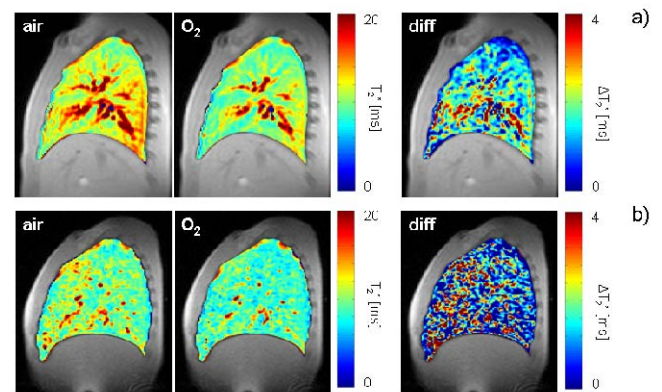 air
O₂
diff
a)
20
T₂* [ms]
0
4
ΔT₂* [ms]
0
air
O₂
diff
b)
20
T₂* [ms]
0
4
ΔT₂* [ms]
0